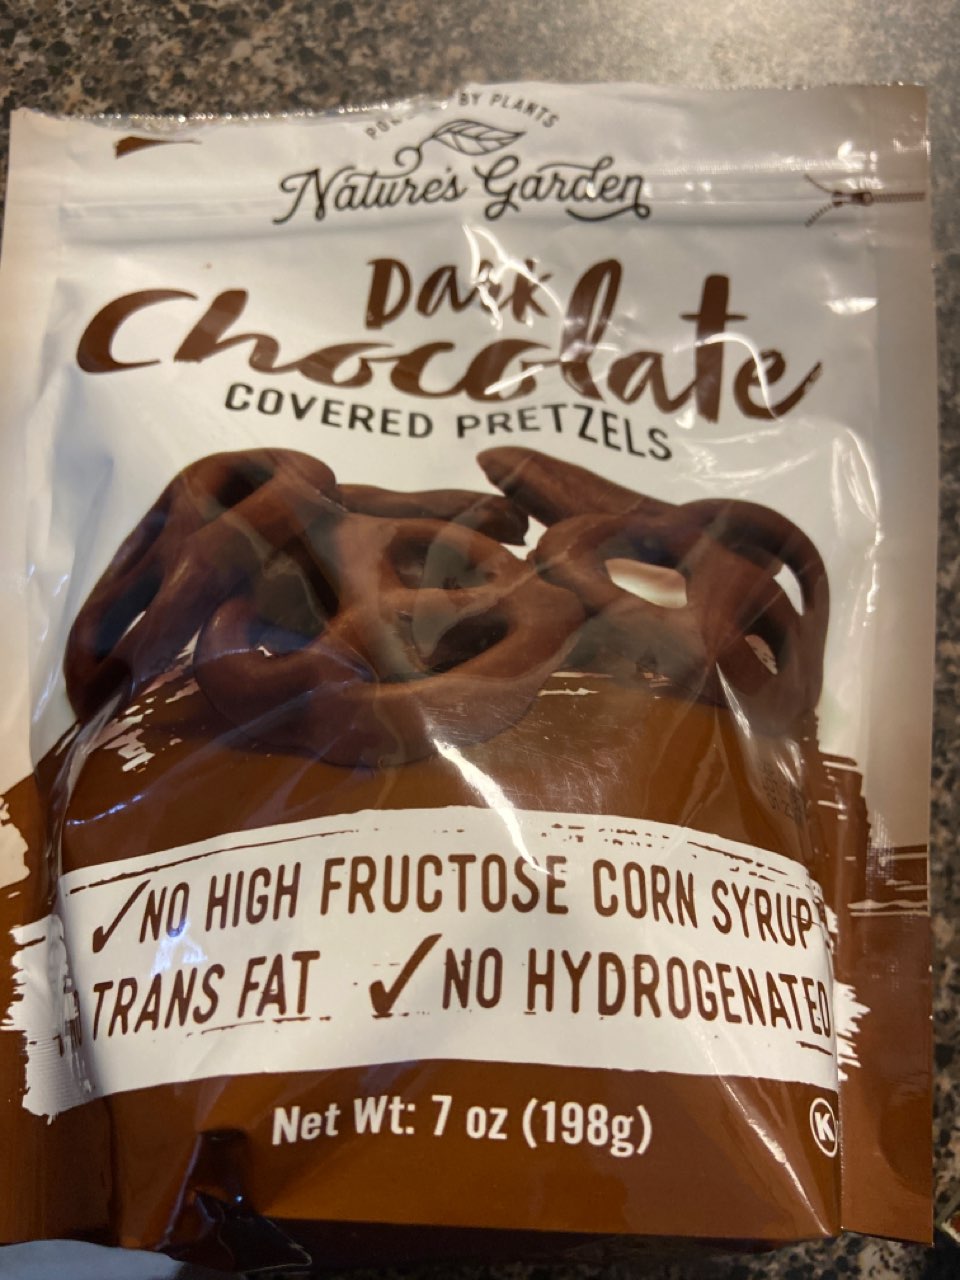 BY PLANTS
Nature's Garden
Dark
Chocolate
COVERED PRETZELS
✓NO HIGH FRUCTOSE CORN SYRUP
TRANS FAT ✓NO HYDROGENATED
Net Wt: 7 oz (198g)
K